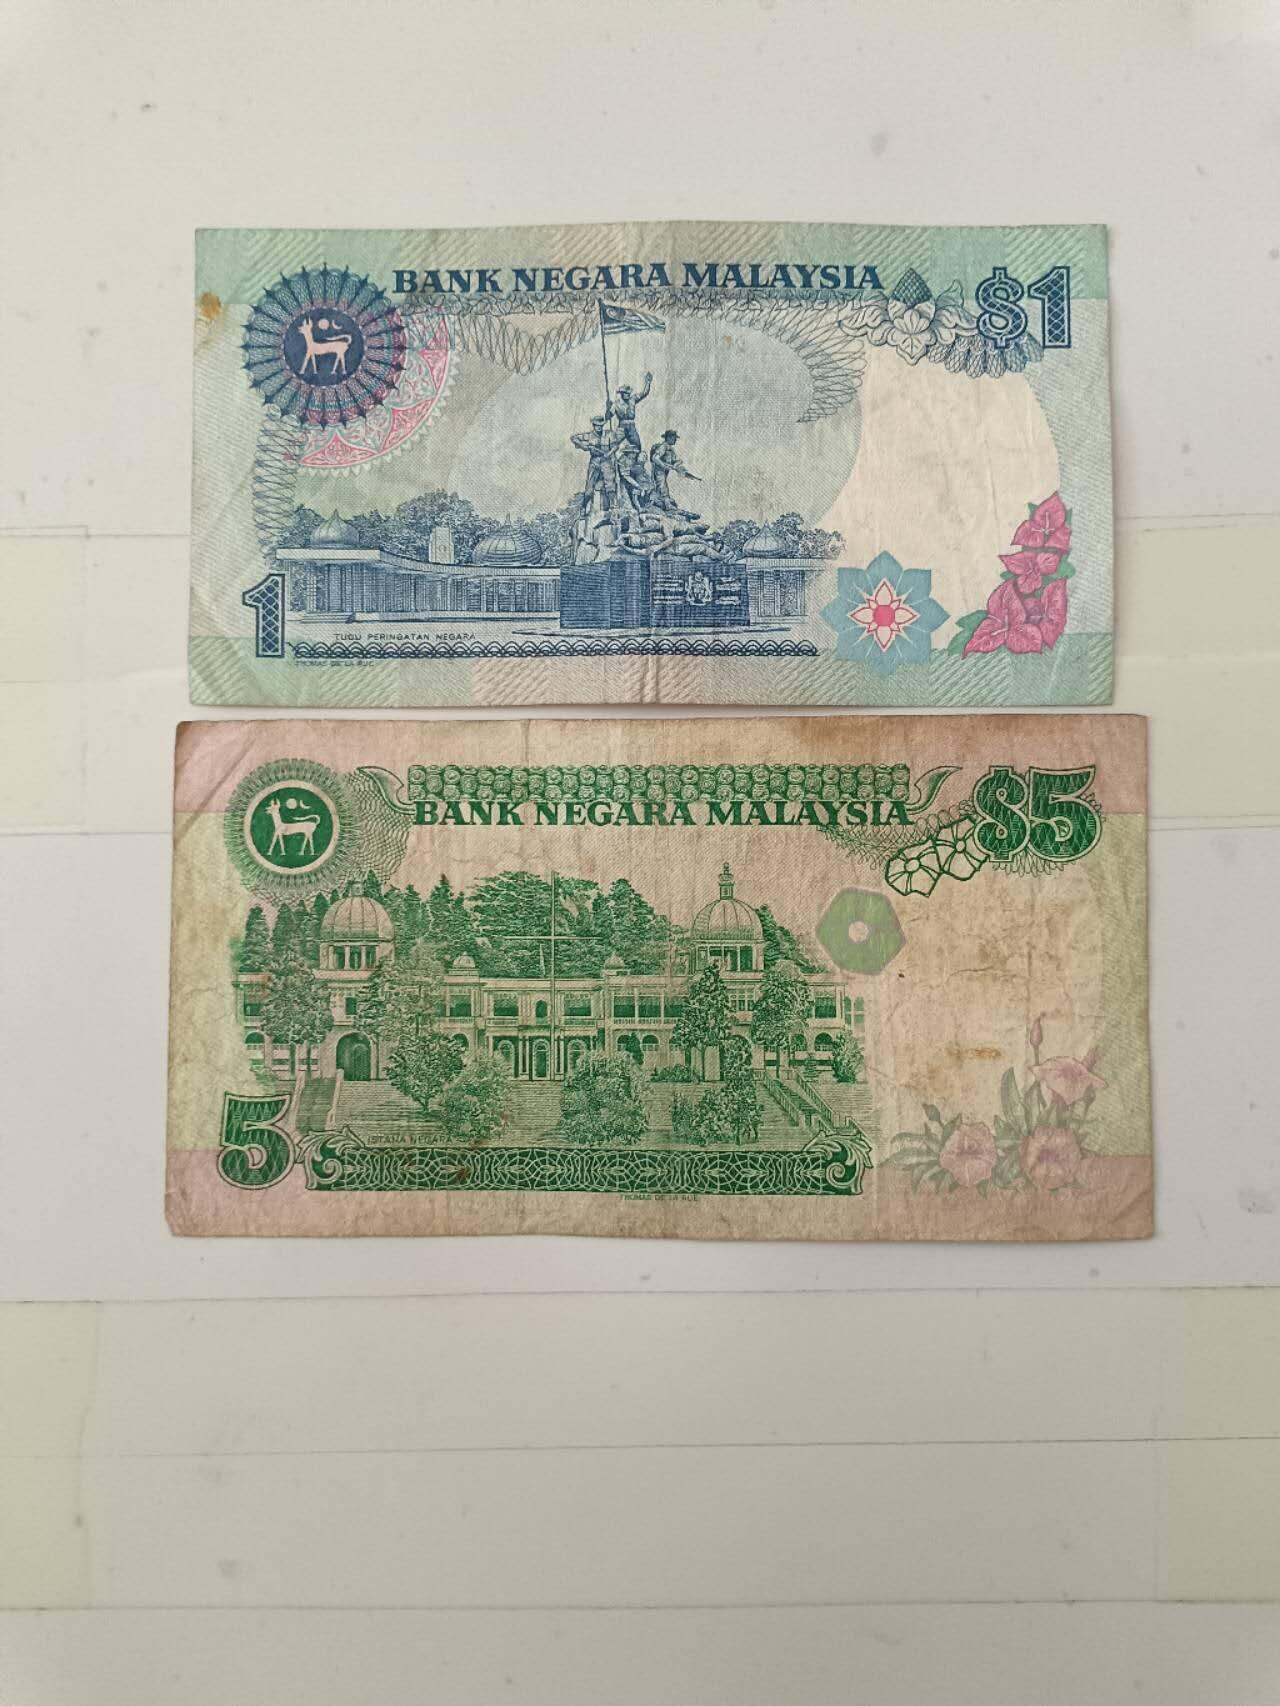 BANK NEGARA MALAYSIA
$1
1
TUGU PERINGATAN NEGARA
THOMAS DE LA RUE
BANK NEGARA MALAYSIA
$5
5
ISTANA NEGARA
THOMAS DE LA RUE